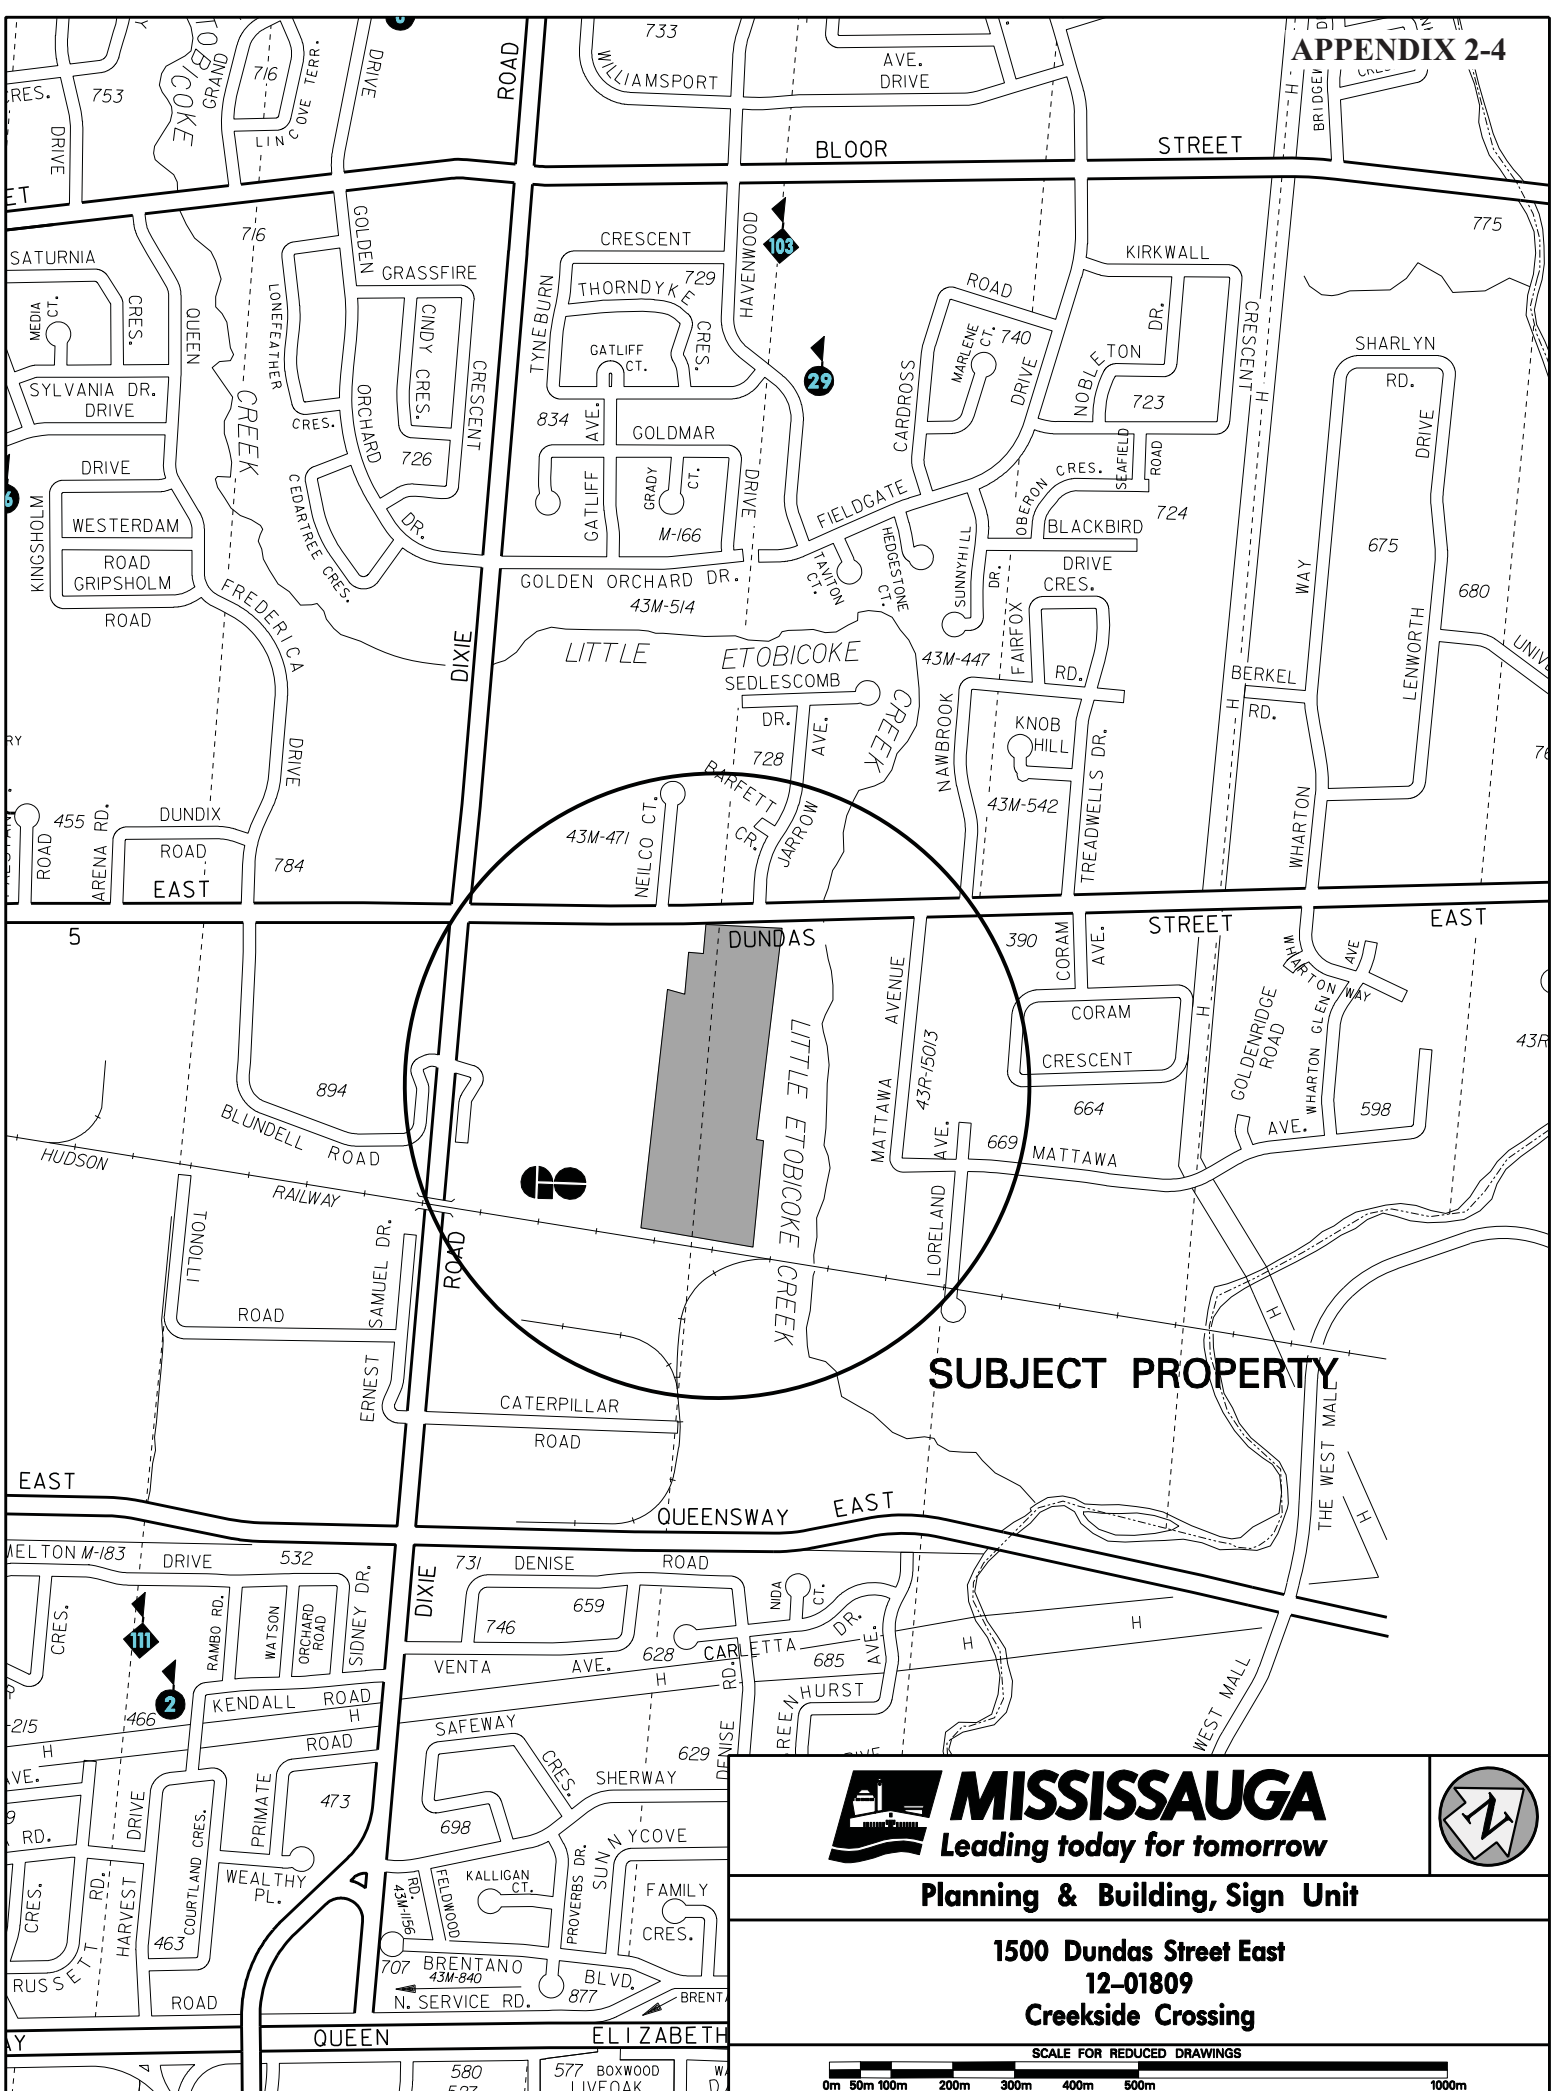 APPENDIX 2-4
733
WILLIAMSPORT
AVE.
DRIVE
ROAD
DRIVE
716
LINCOVE TERR.
GRAND
753
CRES.
DRIVE
BLOOR
STREET
775
716
SATURNIA
CRES.
MEDIA
CT.
QUEEN
SYLVANIA DR.
DRIVE
GOLDEN
GRASSFIRE
LONEFEATHER
CRES.
CINDY CRES.
CRESCENT
ORCHARD
726
CEDARTREE CRES.
DR.
CREEK
CRESCENT
THORNDYKE
729
CRES.
TYNEBURN
HAVENWOOD
103
29
GATLIFF
CT.
834
AVE.
GOLDMAR
GATLIFF
GRADY
CT.
DRIVE
M-166
GOLDEN ORCHARD DR.
43M-514
ROAD
MARLENE
CT.
740
CARDROSS
DRIVE
FIELDGATE
KIRKWALL
DR.
NOBLETON
723
CRESCENT
H
SEAFIELD
ROAD
OBERON
CRES.
BLACKBIRD
724
DRIVE
CRES.
TAVITON
CT.
HEDGESTONE
CT.
SUNNYHILL
DR.
FAIRFOX
RD.
SHARLYN
RD.
DRIVE
675
680
WAY
LENWORTH
BERKEL
RD.
H
DRIVE
WESTERDAM
ROAD
GRIPSHOLM
ROAD
KINGSHOLM
FREDERICA
DRIVE
DIXIE
LITTLE
ETOBICOKE
CREEK
SEDLESCOMB
DR.
AVE.
728
BARFETT
CR.
JARROW
43M-447
NAWBROOK
KNOB
HILL
43M-542
TREADWELLS DR.
WHARTON
43M-471
NEILCO CT.
455
ROAD
ARENA RD.
DUNDIX
ROAD
784
EAST
5
DUNDAS
STREET
EAST
390
CORAM
AVE.
CORAM
CRESCENT
664
MATTAWA
AVENUE
43R-15013
AVE.
669
MATTAWA
LORELAND
WHARTON WAY
AVE
WHARTON GLEN
GOLDENRIDGE
ROAD
AVE.
598
H
LITTLE ETOBICOKE CREEK
894
BLUNDELL
ROAD
HUDSON
RAILWAY
GO
TONOLLI
ROAD
SAMUEL DR.
ERNEST
ROAD
CATERPILLAR
ROAD
SUBJECT PROPERTY
THE WEST MALL
H
H
EAST
QUEENSWAY
EAST
M-183
DRIVE
532
CRES.
111
2
RAMBO RD.
WATSON
ORCHARD
ROAD
SIDNEY DR.
DIXIE
731
DENISE
ROAD
659
746
VENTA
AVE.
628
NIDA
CT.
CARLETTA
DR.
685
AVE.
RD.
HURST
DENISE
629
H
H
H
WEST MALL
KENDALL
ROAD
H
466
H
ROAD
SAFEWAY
CRES.
SHERWAY
698
473
PRIMATE
WEALTHY
PL.
COURTLAND CRES.
463
DRIVE
HARVEST
RD.
RD.
CRES.
RUSSETT
ROAD
RD.
43M-1156
FELDWOOD
KALLIGAN
CT.
PROVERBS DR.
SUNNYCOVE
FAMILY
CRES.
707
BRENTANO
BLVD.
43M-840
N. SERVICE RD.
877
QUEEN
ELIZABETH
580
577
BOXWOOD
LIVEOAK
MISSISSAUGA
Leading today for tomorrow
N
Planning & Building, Sign Unit
1500 Dundas Street East
12-01809
Creekside Crossing
SCALE FOR REDUCED DRAWINGS
0m 50m 100m 200m 300m 400m 500m 1000m